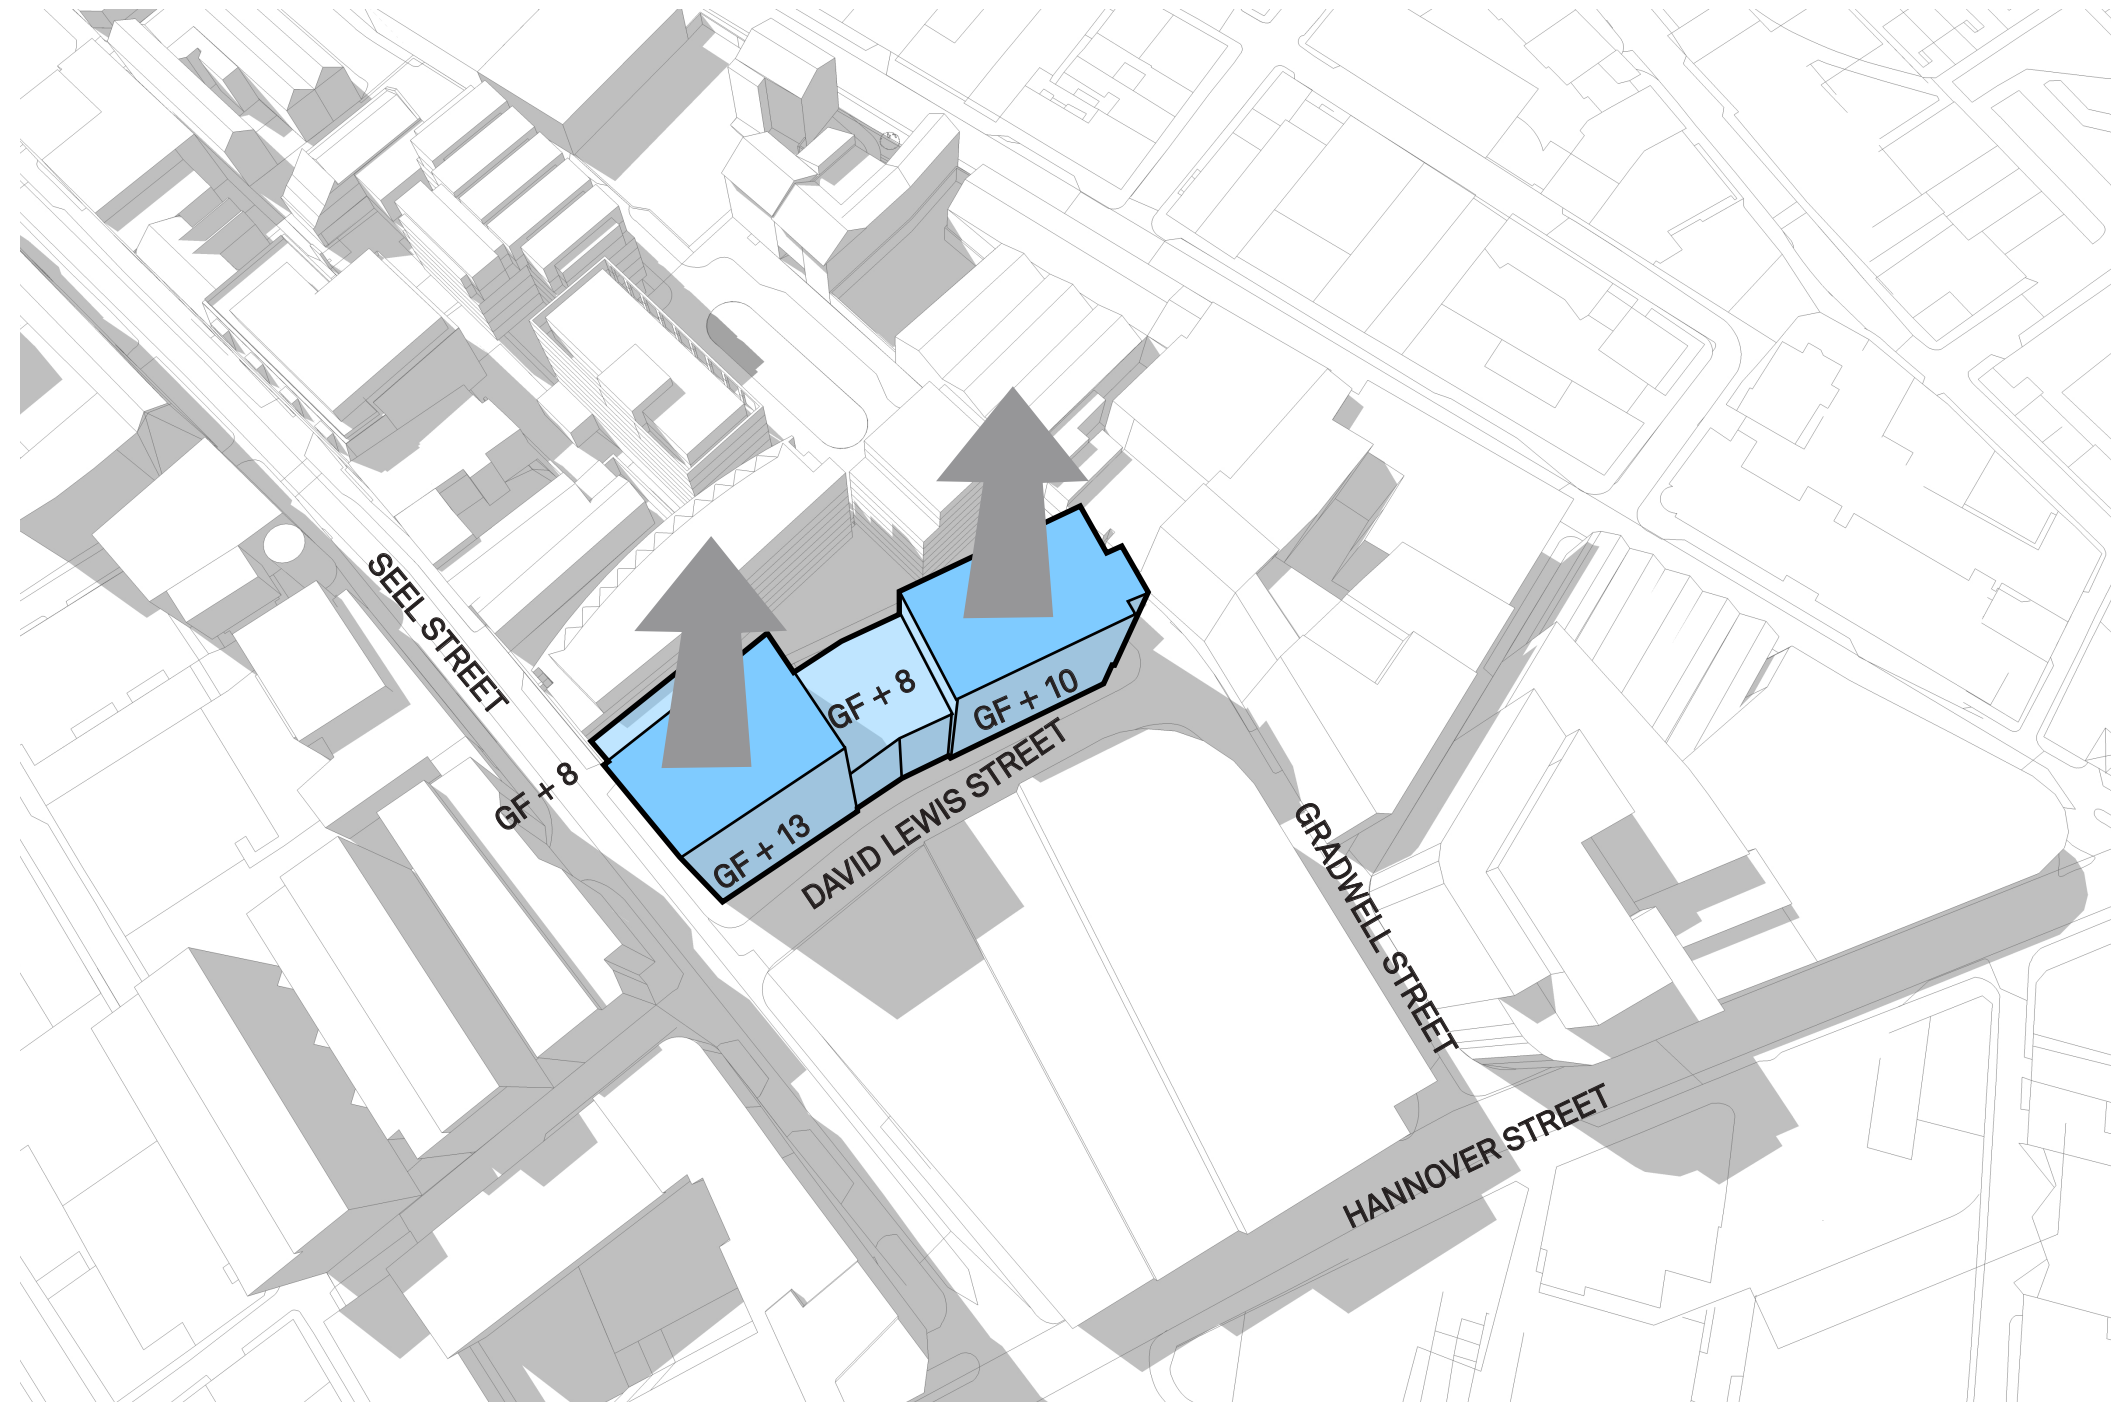 SEEL STREET
GF + 8
GF + 8
GF + 10
GF + 13
DAVID LEWIS STREET
GRADWELL STREET
HANNOVER STREET